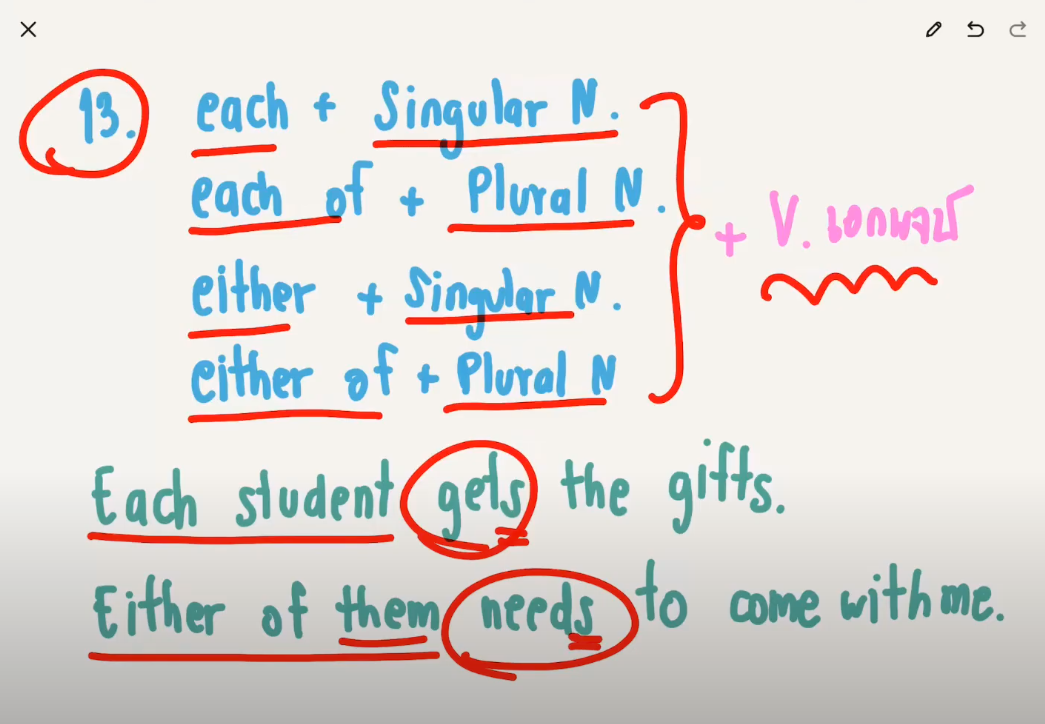 13. each + Singular N.
each of + Plural N.
+ V. เอกพจน์
either + Singular N.
either of + Plural N
Each student gets the gifts.
Either of them needs to come with me.